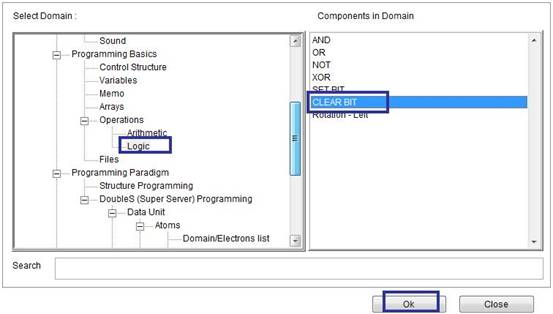 Select Domain :
Sound
Programming Basics
Control Structure
Variables
Memo
Arrays
Operations
Arithmetic
Logic
Files
Programming Paradigm
Structure Programming
DoubleS (Super Server) Programming
Data Unit
Atoms
Domain/Electrons list
Components in Domain
AND
OR
NOT
XOR
SET BIT
CLEAR BIT
Rotation - Left
Search
Ok
Close